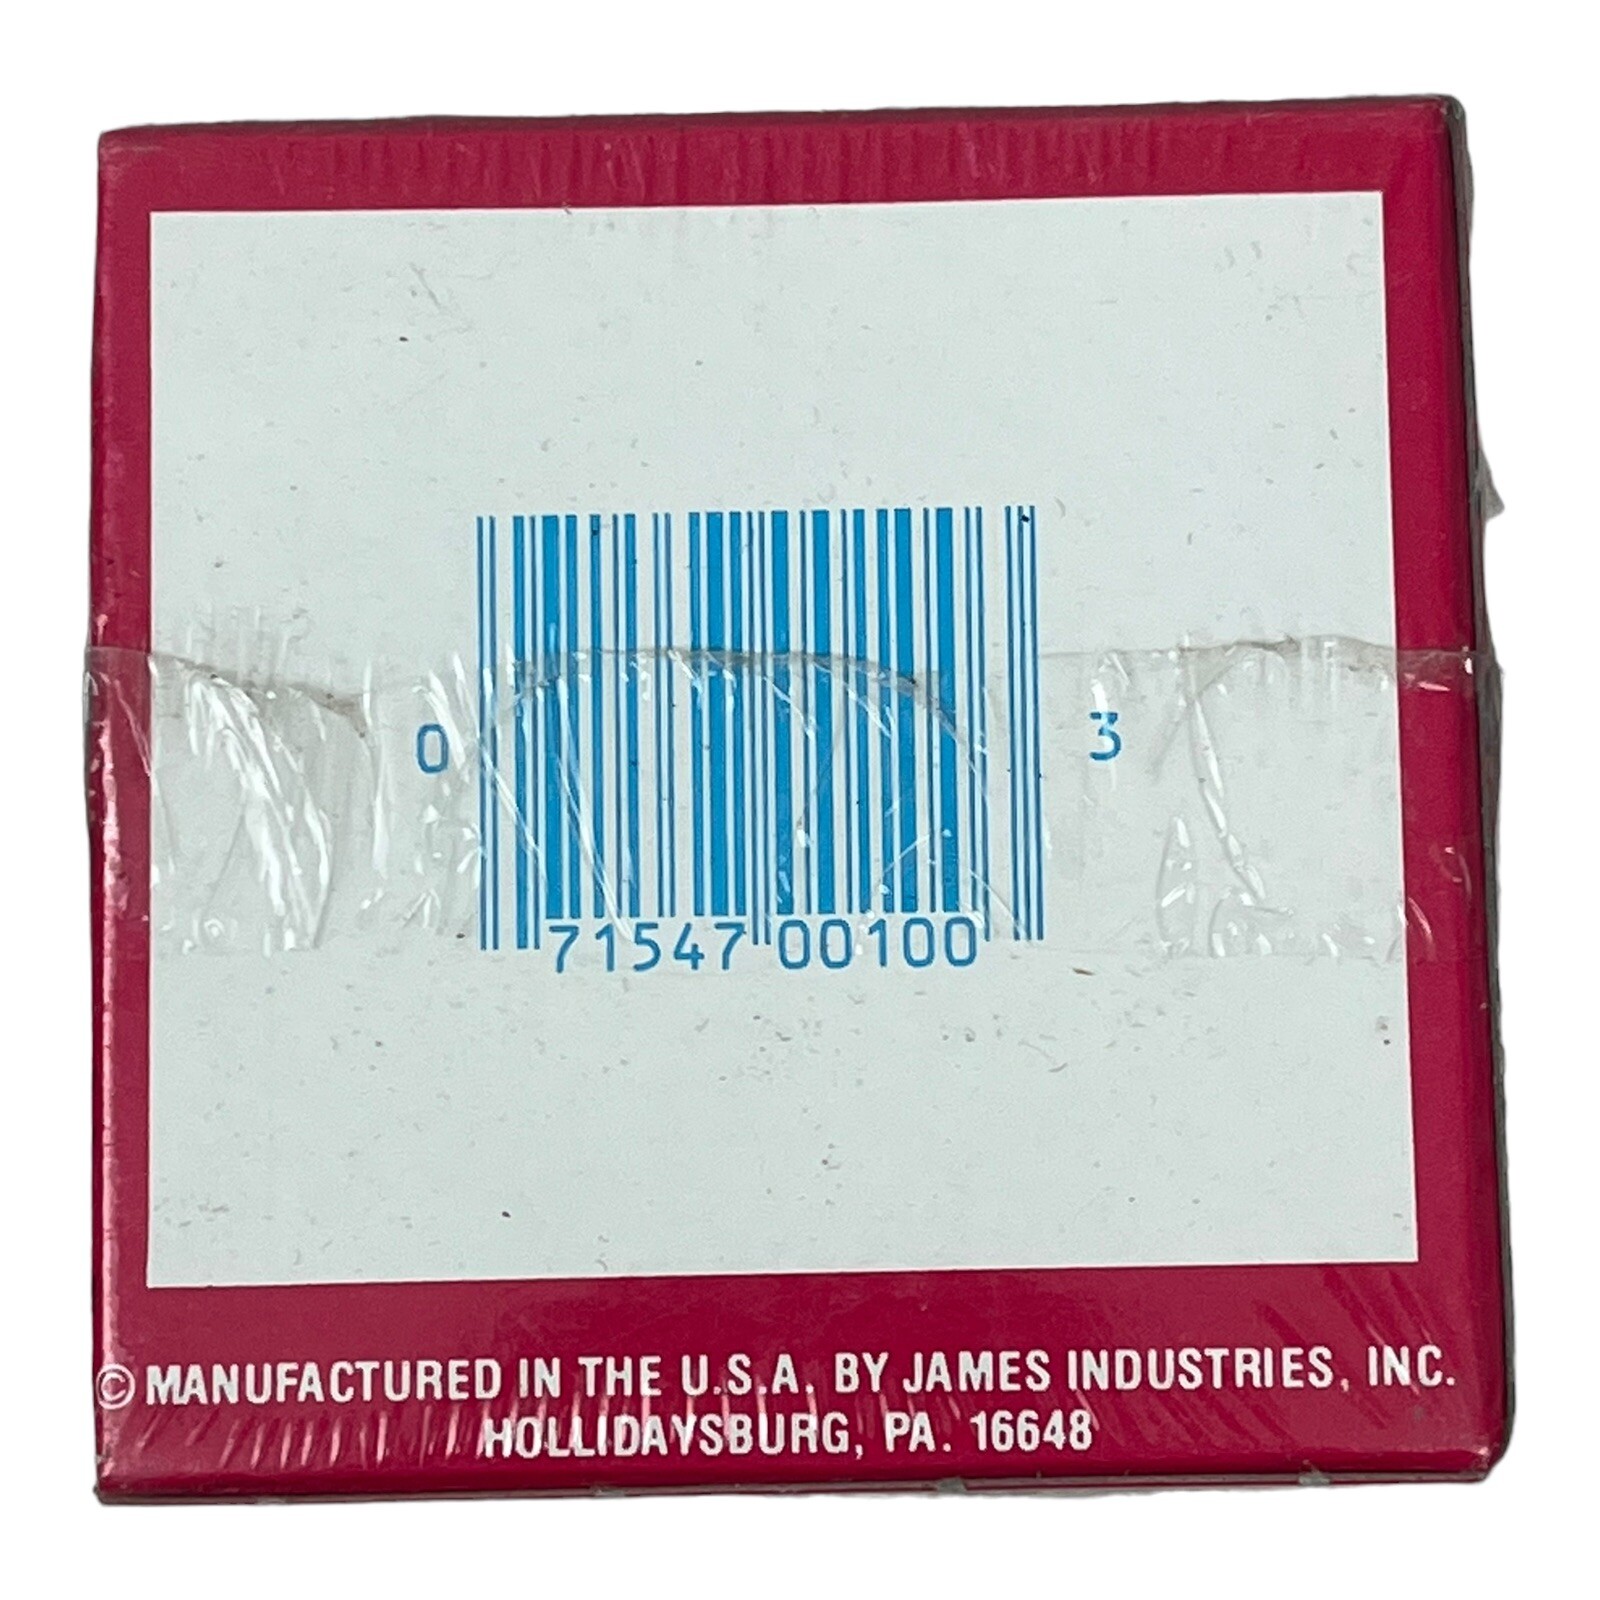 0 3
71547 00100
© MANUFACTURED IN THE U.S.A. BY JAMES INDUSTRIES, INC.
HOLLIDAYSBURG, PA. 16648